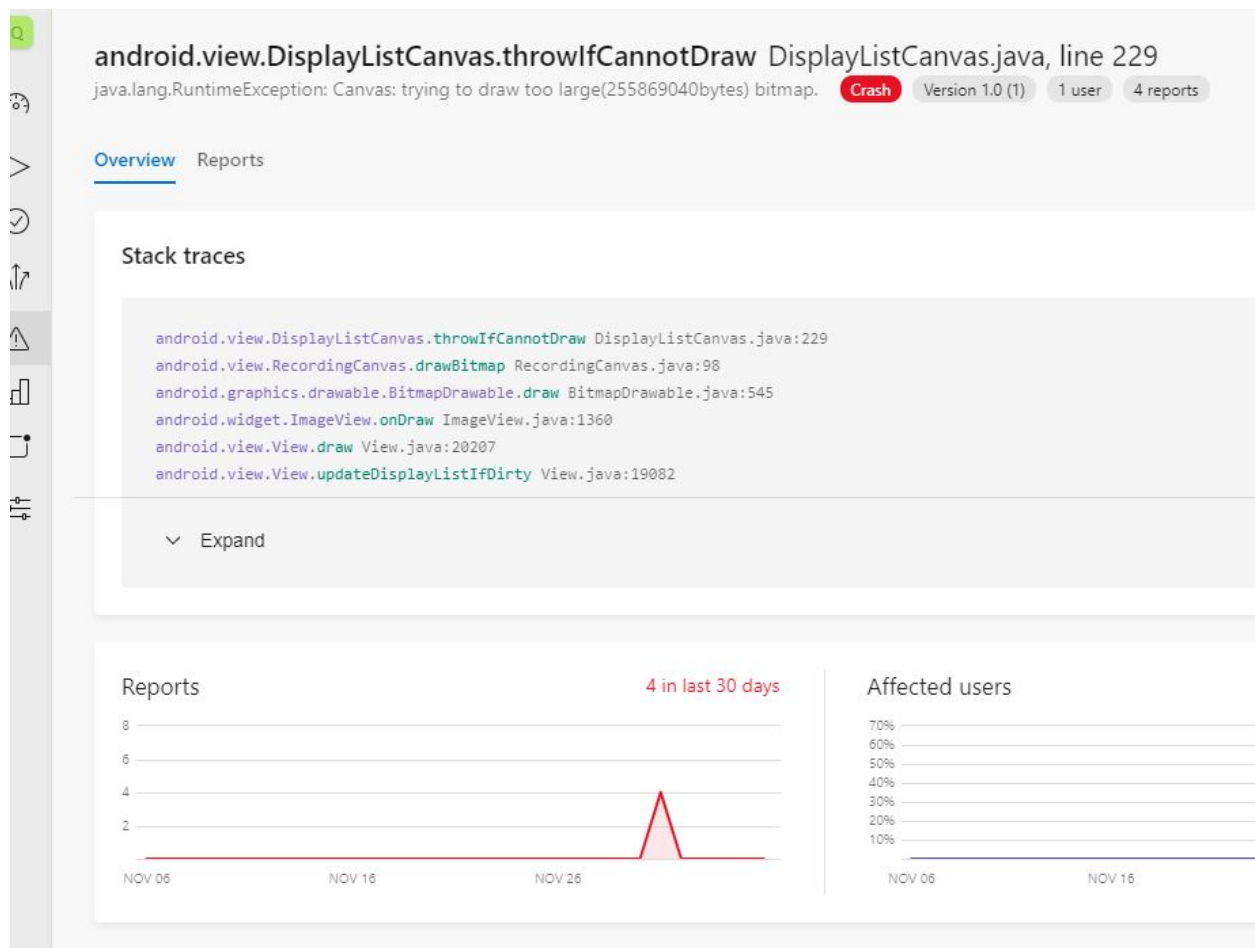 Q
android.view.DisplayListCanvas.throwIfCannotDraw DisplayListCanvas.java, line 229
java.lang.RuntimeException: Canvas: trying to draw too large(255869040bytes) bitmap. Crash Version 1.0 (1) 1 user 4 reports
Overview Reports
Stack traces
android.view.DisplayListCanvas.throwIfCannotDraw DisplayListCanvas.java:229
android.view.RecordingCanvas.drawBitmap RecordingCanvas.java:98
android.graphics.drawable.BitmapDrawable.draw BitmapDrawable.java:545
android.widget.ImageView.onDraw ImageView.java:1360
android.view.View.draw View.java:20207
android.view.View.updateDisplayListIfDirty View.java:19082
Expand
Reports 4 in last 30 days
8
6
4
2
NOV 06 NOV 16 NOV 26
Affected users
70%
60%
50%
40%
30%
20%
10%
NOV 06 NOV 16